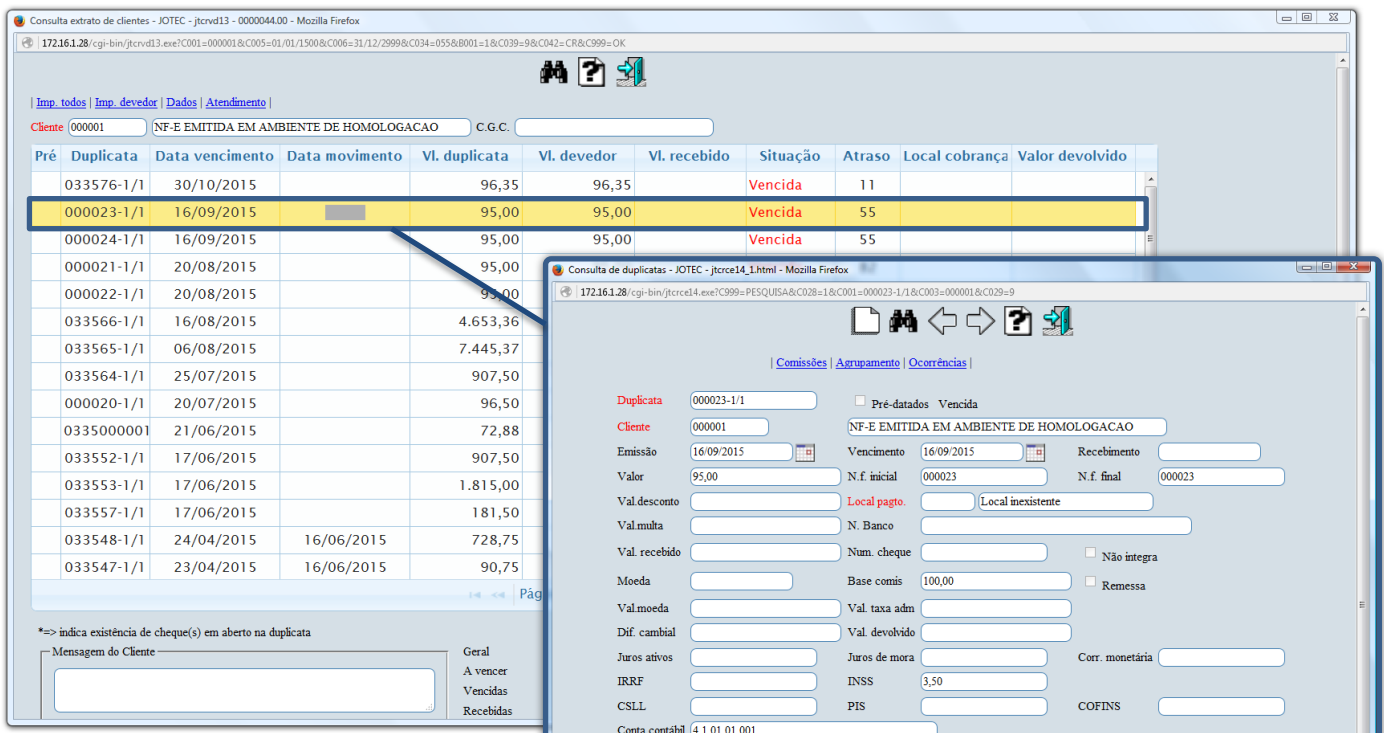 Consulta extrato de clientes - JOTEC - jtcrvd13 - 0000044.00 - Mozilla Firefox
172.16.1.28/cgi-bin/jtcrvd13.exe?C001=000001&C005=01/01/1500&C006=31/12/2999&C034=055&B001=1&C039=9&C042=CR&C999=OK
| Imp. todos | Imp. devedor | Dados | Atendimento |
Cliente 000001 NF-E EMITIDA EM AMBIENTE DE HOMOLOGACAO C.G.C.
Pré Duplicata Data vencimento Data movimento Vl. duplicata Vl. devedor Vl. recebido Situação Atraso Local cobrança Valor devolvido
033576-1/1 30/10/2015 96,35 96,35 Vencida 11
000023-1/1 16/09/2015 95,00 95,00 Vencida 55
000024-1/1 16/09/2015 95,00 95,00 Vencida 55
000021-1/1 20/08/2015 95,00
000022-1/1 20/08/2015 95,00
033566-1/1 16/08/2015 4.653,36
033565-1/1 06/08/2015 7.445,37
033564-1/1 25/07/2015 907,50
000020-1/1 20/07/2015 96,50
0335000001 21/06/2015 72,88
033552-1/1 17/06/2015 907,50
033553-1/1 17/06/2015 1.815,00
033557-1/1 17/06/2015 181,50
033548-1/1 24/04/2015 16/06/2015 728,75
033547-1/1 23/04/2015 16/06/2015 90,75
Pág
*=> indica existência de cheque(s) em aberto na duplicata
Mensagem do Cliente
Geral
A vencer
Vencidas
Recebidas
Consulta de duplicatas - JOTEC - jtcrce14_1.html - Mozilla Firefox
172.16.1.28/cgi-bin/jtcrce14.exe?C999=PESQUISA&C028=1&C001=000023-1/1&C003=000001&C029=9
| Comissões | Agrupamento | Ocorrências |
Duplicata 000023-1/1 Pré-datados Vencida
Cliente 000001 NF-E EMITIDA EM AMBIENTE DE HOMOLOGACAO
Emissão 16/09/2015 Vencimento 16/09/2015 Recebimento
Valor 95,00 N.f. inicial 000023 N.f. final 000023
Val.desconto Local pagto. Local inexistente
Val.multa N. Banco
Val. recebido Num. cheque Não integra
Moeda Base comis 100,00 Remessa
Val.moeda Val. taxa adm
Dif. cambial Val. devolvido
Juros ativos Juros de mora Corr. monetária
IRRF INSS 3,50
CSLL PIS COFINS
Conta contábil 4.1.01.01.001